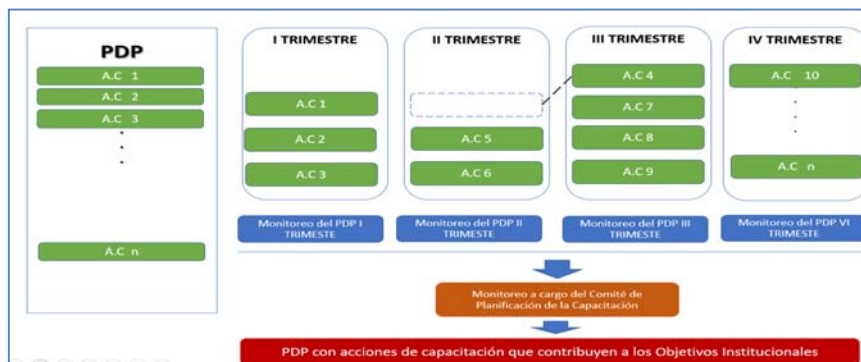 PDP
A.C 1
A.C 2
A.C 3
A.C n
I TRIMESTRE
A.C 1
A.C 2
A.C 3
II TRIMESTRE
A.C 5
A.C 6
III TRIMESTRE
A.C 4
A.C 7
A.C 8
A.C 9
IV TRIMESTRE
A.C 10
A.C n
Monitoreo del PDP I
TRIMESTE
Monitoreo del PDP II
TRIMESTE
Monitoreo del PDP III
TRIMESTE
Monitoreo del PDP VI
TRIMESTE
Monitoreo a cargo del Comité de
Planificación de la Capacitación
PDP con acciones de capacitación que contribuyen a los Objetivos Institucionales